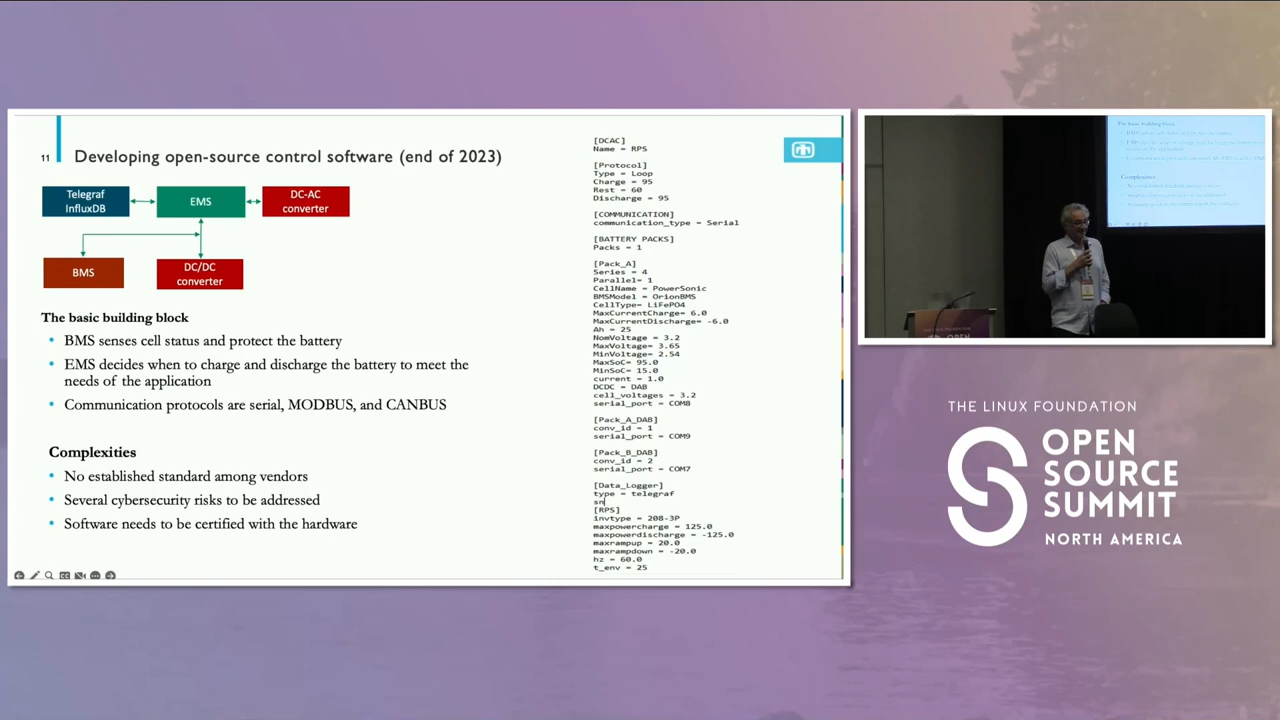 11
Developing open-source control software (end of 2023)
Telegraf
InfluxDB
EMS
DC-AC
converter
BMS
DC/DC
converter
The basic building block
• BMS senses cell status and protect the battery
• EMS decides when to charge and discharge the battery to meet the
needs of the application
• Communication protocols are serial, MODBUS, and CANBUS
Complexities
• No established standard among vendors
• Several cybersecurity risks to be addressed
• Software needs to be certified with the hardware
[DCAC]
Name = RPS
[Protocol]
Type = Loop
Charge = 95
Rest = 60
Discharge = 95
[COMMUNICATION]
communication_type = Serial
[BATTERY PACKS]
Packs = 1
[Pack_A]
Series = 4
Parallel= 1
CellName = PowerSonic
BMSModel = OrionBMS
CellType= LiFePO4
MaxCurrentCharge= 6.0
MaxCurrentDischarge= -6.0
Ah = 25
NomVoltage = 3.2
MaxVoltage= 3.65
MinVoltage= 2.54
MaxSoC= 95.0
MinSoC= 15.0
current = 1.0
DCDC = DAB
cell_voltages = 3.2
serial_port = COM8
[Pack_A_DAB]
conv_id = 1
serial_port = COM9
[Pack_B_DAB]
conv_id = 2
serial_port = COM7
[Data_Logger]
type = telegraf
sn
[RPS]
invtype = 208-3P
maxpowercharge = 125.0
maxpowerdischarge = -125.0
maxrampup = 20.0
maxrampdown = -20.0
hz = 60.0
t_env = 25
The basic building block
Complexities
THE LINUX FOUNDATION
OPEN
SOURCE
SUMMIT
NORTH AMERICA